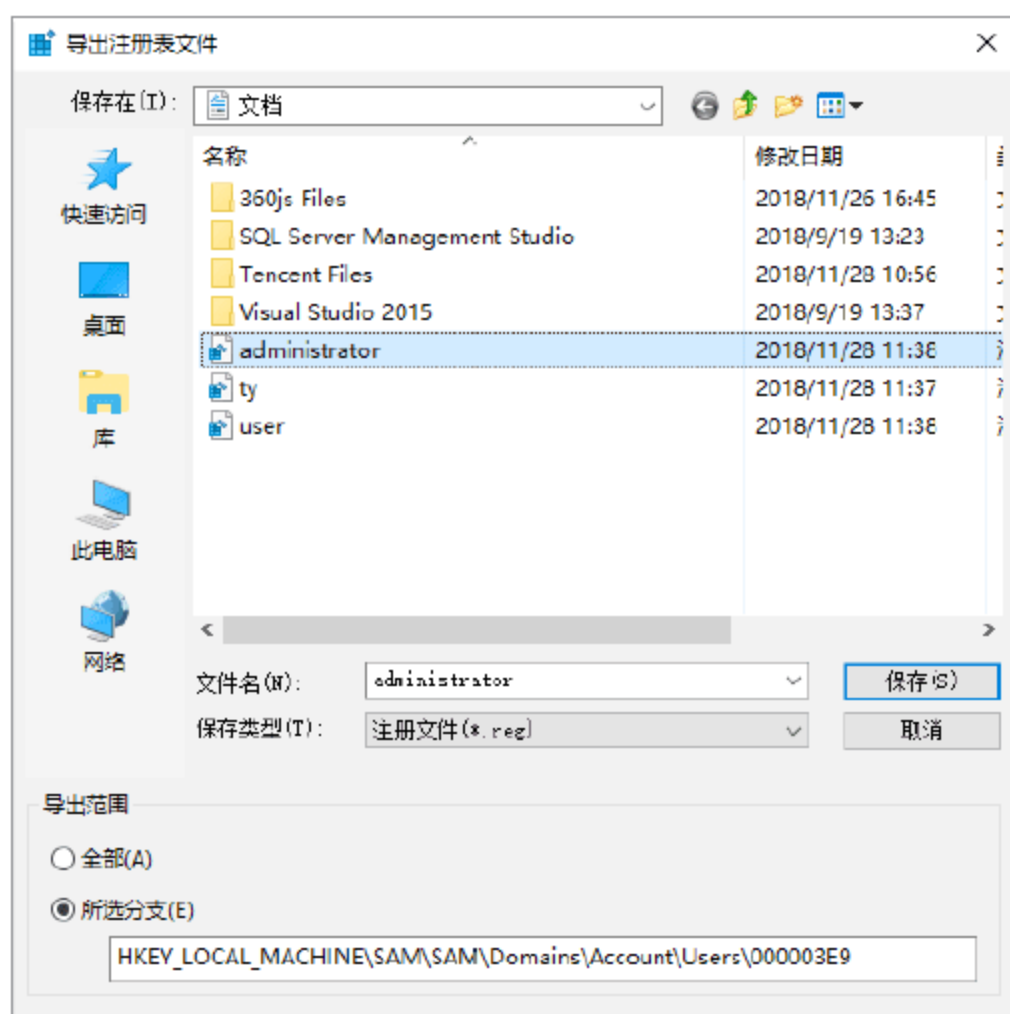 导出注册表文件
保存在(I):
文档
名称
修改日期
快速访问
360js Files
2018/11/26 16:45
SQL Server Management Studio
2018/9/19 13:23
Tencent Files
2018/11/28 10:56
Visual Studio 2015
2018/9/19 13:37
桌面
administrator
2018/11/28 11:38
ty
2018/11/28 11:37
user
2018/11/28 11:38
库
此电脑
网络
文件名(N):
administrator
保存(S)
保存类型(T):
注册文件(*.reg)
取消
导出范围
全部(A)
所选分支(E)
HKEY_LOCAL_MACHINE\SAM\SAM\Domains\Account\Users\000003E9